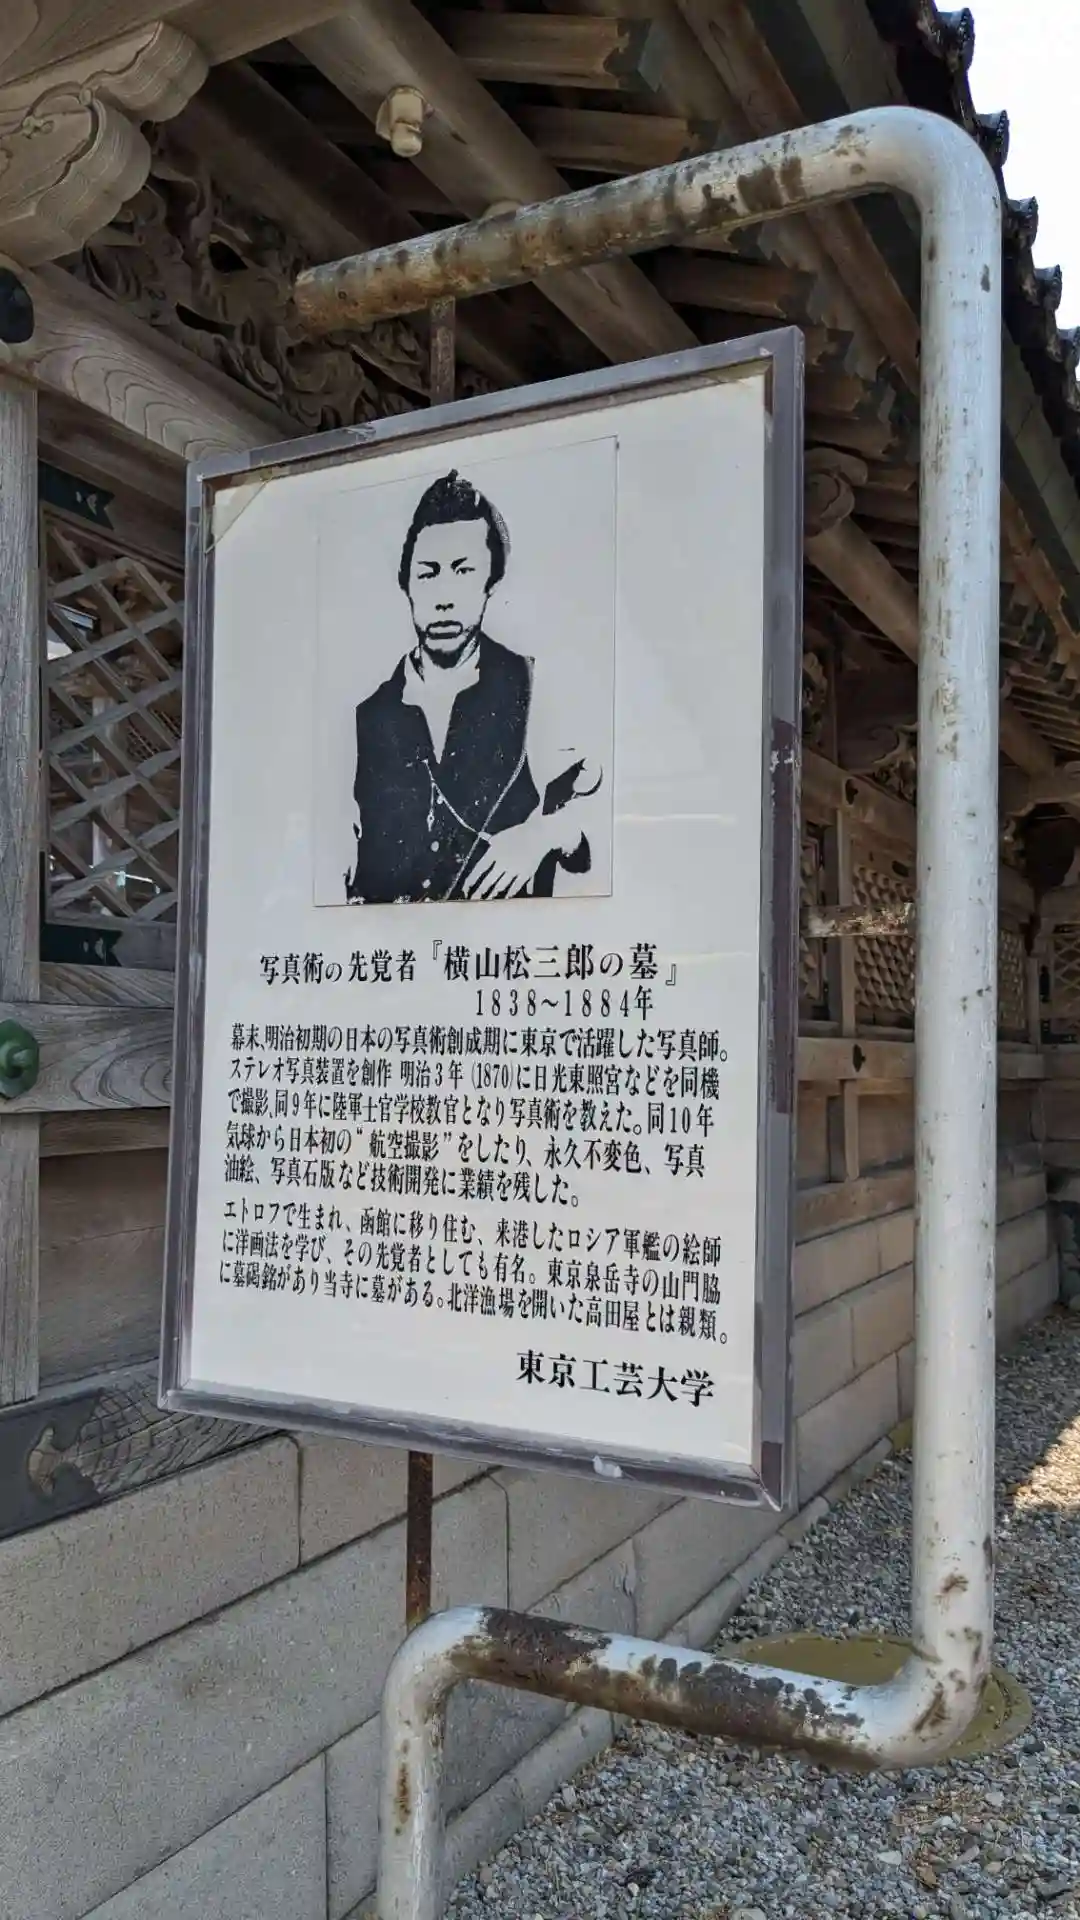 写真術の先覚者『横山松三郎の墓』
1838〜1884年
幕末、明治初期の日本の写真術創成期に東京で活躍した写真師。
ステレオ写真装置を創作 明治3年(1870)に日光東照宮などを同機
で撮影、同9年に陸軍士官学校教官となり写真術を教えた。同10年
気球から日本初の“航空撮影”をしたり、永久不変色、写真
油絵、写真石版など技術開発に業績を残した。
エトロフで生まれ、函館に移り住む、来港したロシア軍艦の絵師
に洋画法を学び、その先覚者としても有名。東京泉岳寺の山門脇
に墓碣銘があり当寺に墓がある。北洋漁場を開いた高田屋とは親類。
東京工芸大学